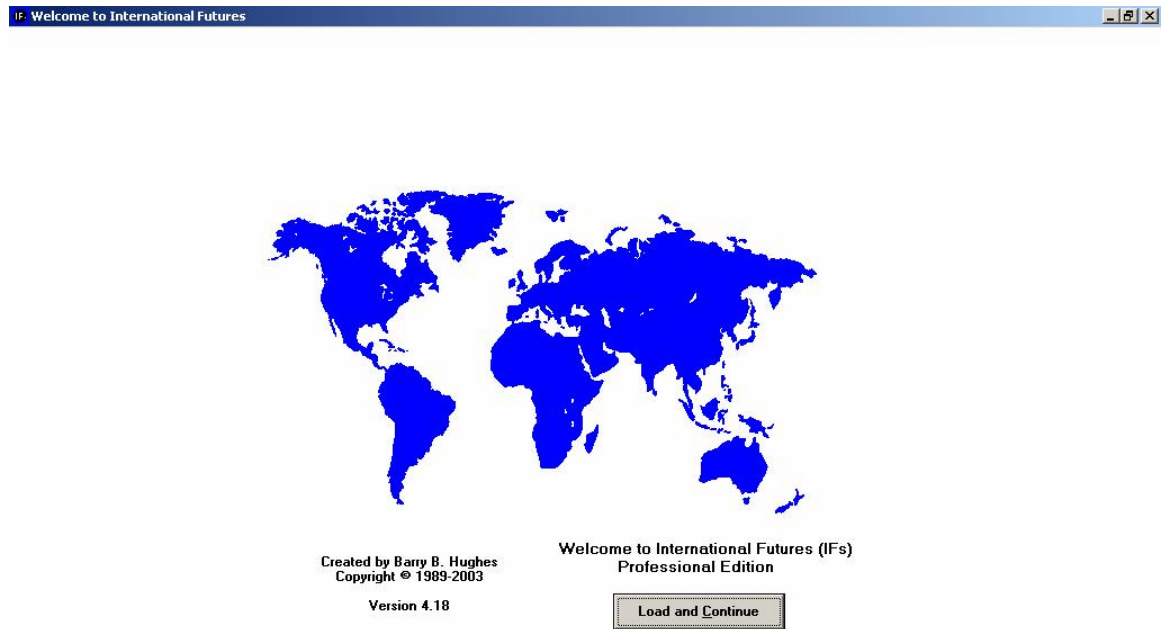 IFs Welcome to International Futures
Created by Barry B. Hughes
Copyright © 1989-2003
Version 4.18
Welcome to International Futures (IFs)
Professional Edition
Load and Continue